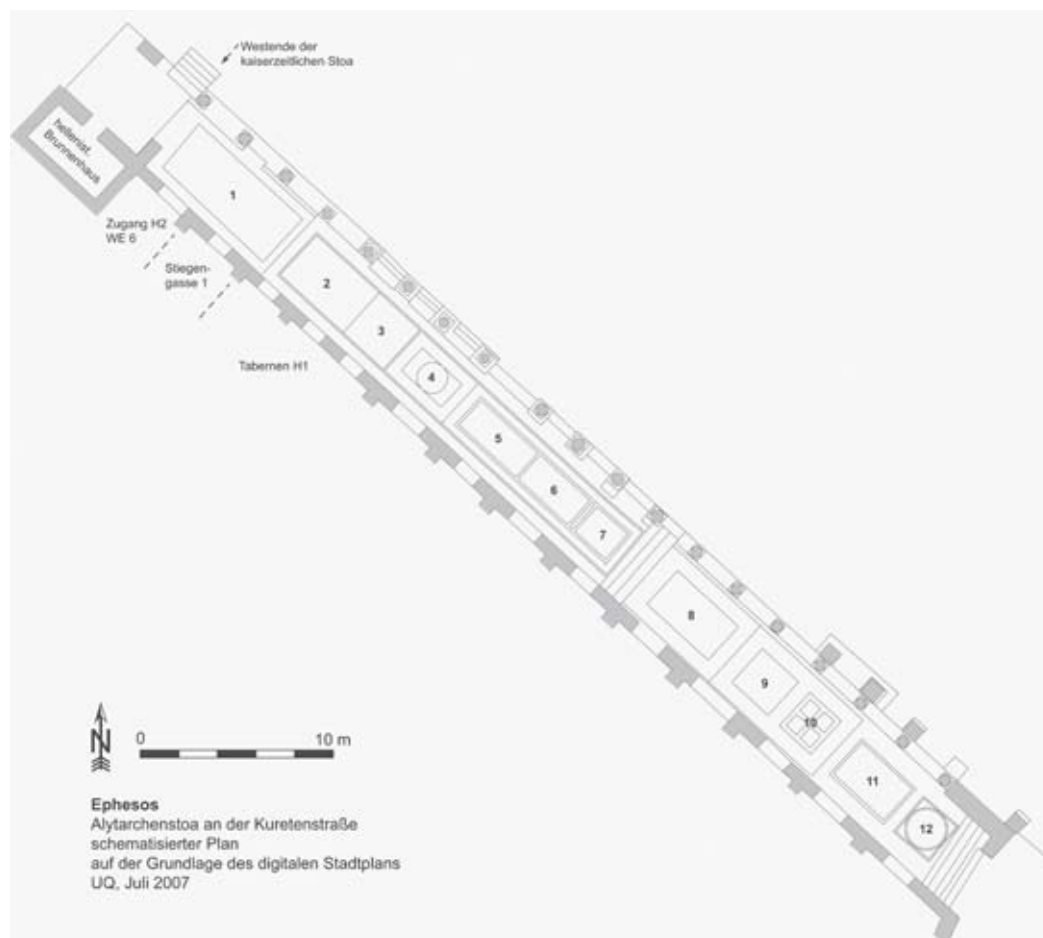 Westende der
kaiserzeitlichen Stoa
hellenist.
Brunnenhaus
1
Zugang H2
WE 6
Stiegen-
gasse 1
2
3
Tabernen H1
4
5
6
7
8
9
10
11
12
N
0 10 m
Ephesos
Alytarchenstoa an der Kuretenstraße
schematisierter Plan
auf der Grundlage des digitalen Stadtplans
UQ, Juli 2007